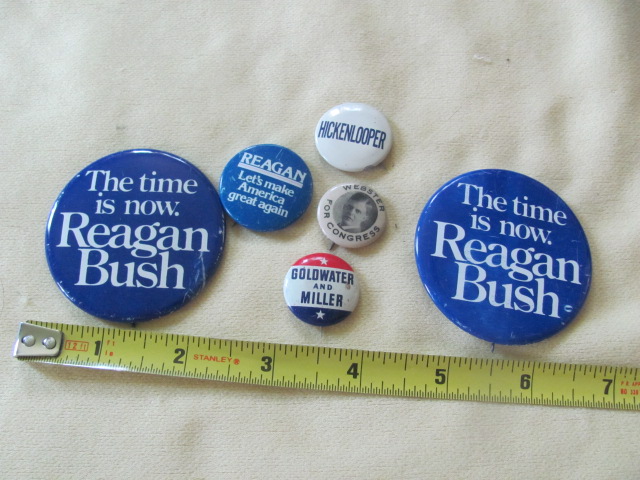 The time
is now.
Reagan
Bush
REAGAN
Let's make
America
great again
HICKENLOOPER
WEBSTER
FOR CONGRESS
GOLDWATER
AND
MILLER
The time
is now.
Reagan
Bush
1 2 STANLEY® 3 4 5 6 7